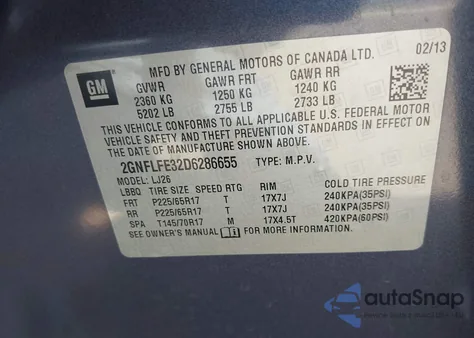 GM
MFD BY GENERAL MOTORS OF CANADA LTD. 02/13
GVWR GAWR FRT GAWR RR
2360 KG 1250 KG 1240 KG
5202 LB 2755 LB 2733 LB
THIS VEHICLE CONFORMS TO ALL APPLICABLE U.S. FEDERAL MOTOR
VEHICLE SAFETY, BUMPER, AND THEFT PREVENTION STANDARDS IN EFFECT
ON THE DATE OF MANUFACTURE SHOWN ABOVE.
2GNFLFE32D6286655 TYPE: M.P.V.
MODEL: LJ26
LBBQ TIRE SIZE SPEED RTG RIM COLD TIRE PRESSURE
FRT P225/65R17 T 17X7J 240KPA(35PSI)
RR P225/65R17 T 17X7J 240KPA(35PSI)
SPA T145/70R17 M 17X4.5T 420KPA(60PSI)
SEE OWNER'S MANUAL FOR MORE INFORMATION.
autoSnap